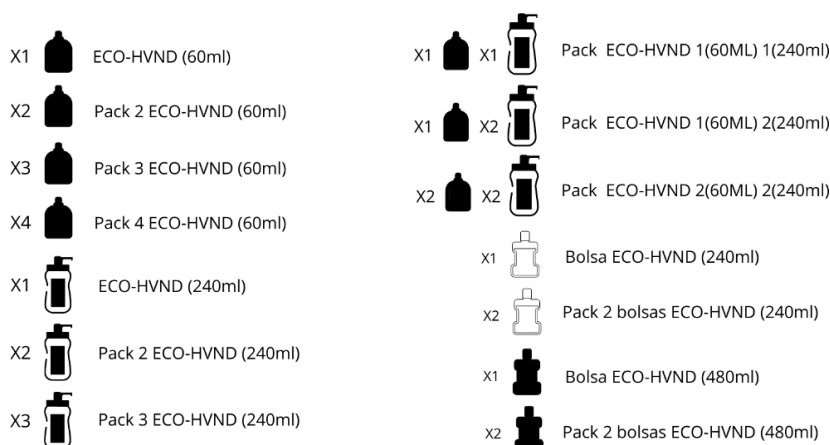 X1 ECO-HVND (60ml)
X2 Pack 2 ECO-HVND (60ml)
X3 Pack 3 ECO-HVND (60ml)
X4 Pack 4 ECO-HVND (60ml)
X1 ECO-HVND (240ml)
X2 Pack 2 ECO-HVND (240ml)
X3 Pack 3 ECO-HVND (240ml)
X1 X1 Pack ECO-HVND 1(60ML) 1(240ml)
X1 X2 Pack ECO-HVND 1(60ML) 2(240ml)
X2 X2 Pack ECO-HVND 2(60ML) 2(240ml)
X1 Bolsa ECO-HVND (240ml)
X2 Pack 2 bolsas ECO-HVND (240ml)
X1 Bolsa ECO-HVND (480ml)
X2 Pack 2 bolsas ECO-HVND (480ml)